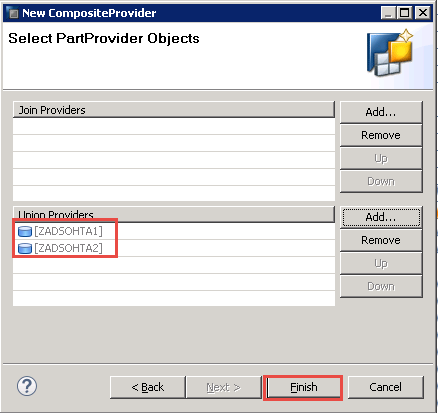 New CompositeProvider
Select PartProvider Objects
Join Providers
Add...
Remove
Up
Down
Union Providers
[ZADSOHTA1]
[ZADSOHTA2]
Add...
Remove
Up
Down
?
< Back
Next >
Finish
Cancel